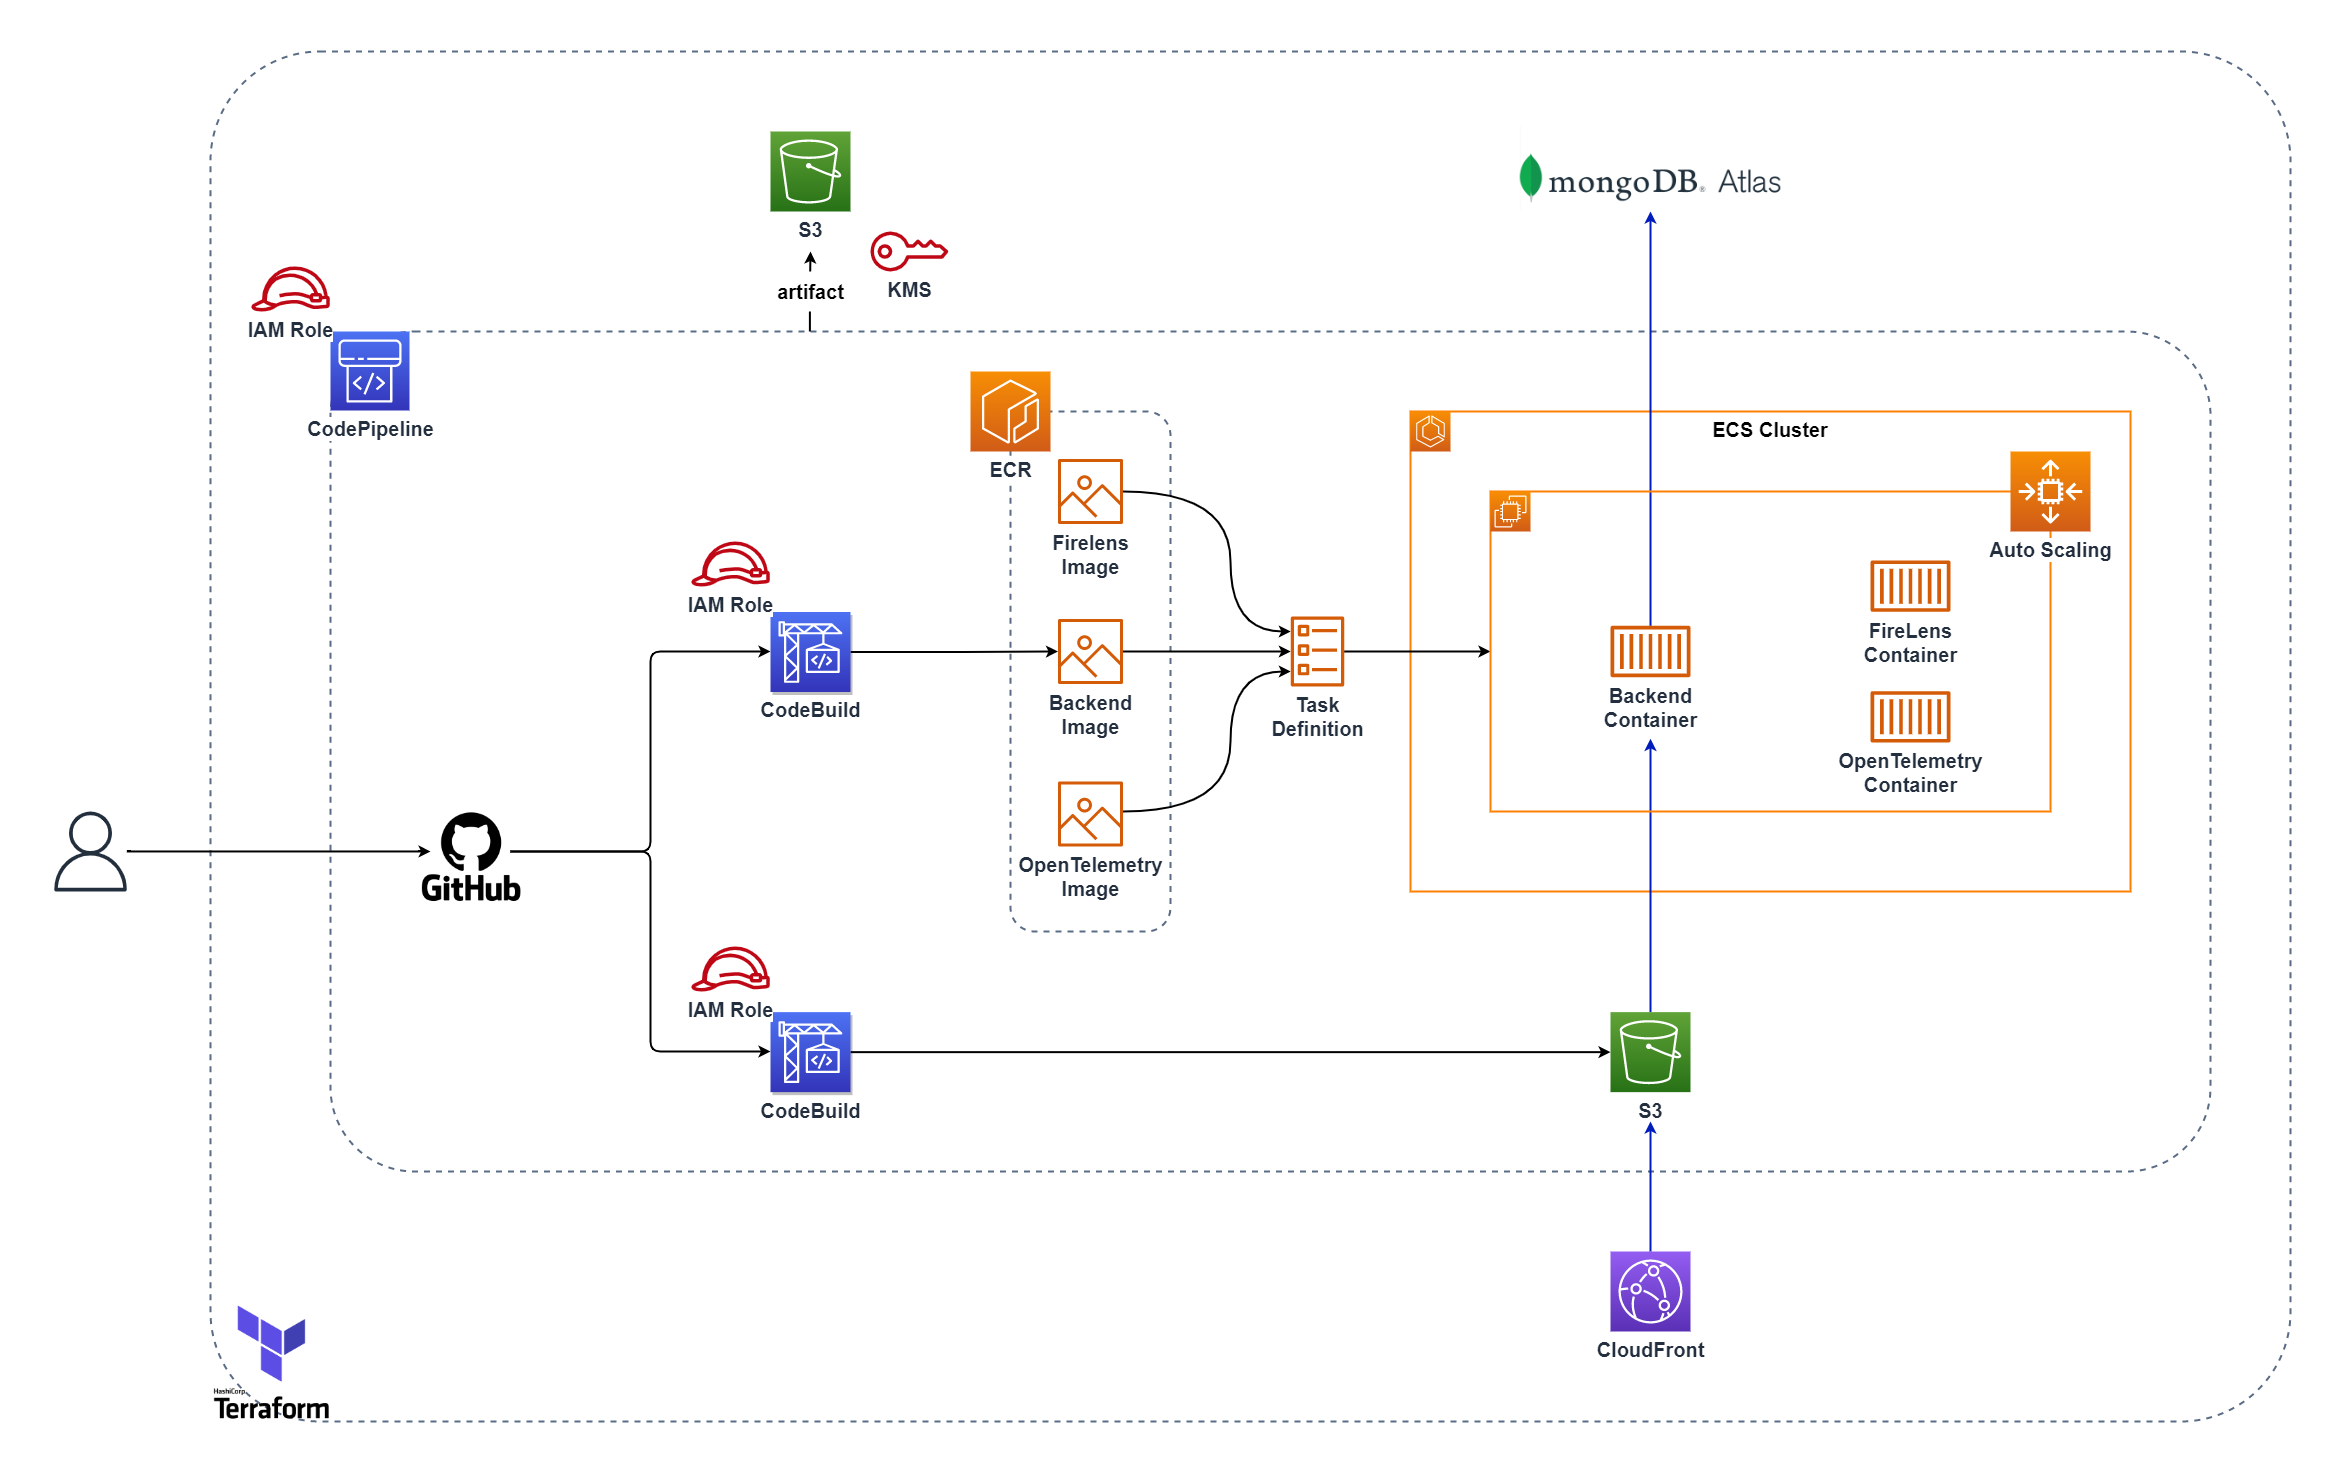 mongoDB® Atlas
S3
artifact
KMS
IAM Role
CodePipeline
ECR
Firelens
Image
ECS Cluster
Auto Scaling
IAM Role
CodeBuild
Backend
Image
Task
Definition
Backend
Container
FireLens
Container
OpenTelemetry
Container
OpenTelemetry
Image
GitHub
IAM Role
CodeBuild
S3
CloudFront
HashiCorp
Terraform